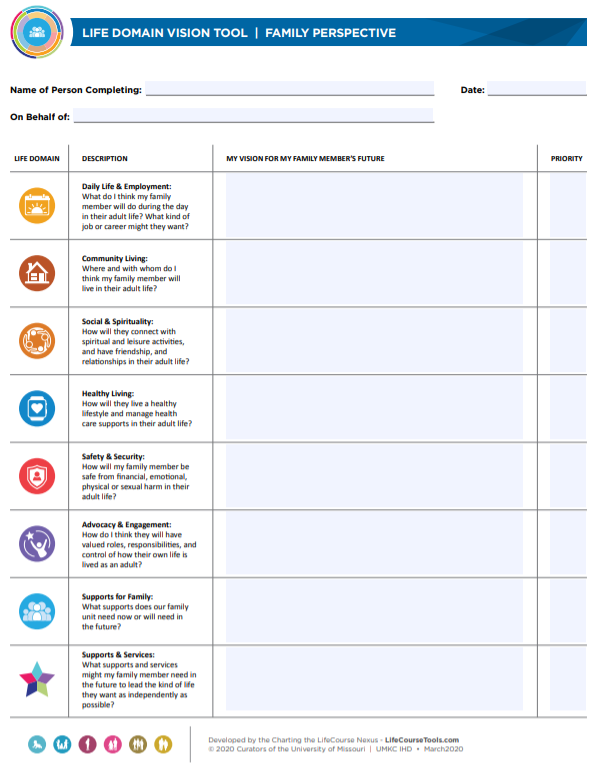 LIFE DOMAIN VISION TOOL | FAMILY PERSPECTIVE
Name of Person Completing:
Date:
On Behalf of:
LIFE DOMAIN
DESCRIPTION
MY VISION FOR MY FAMILY MEMBER'S FUTURE
PRIORITY
Daily Life & Employment:
What do I think my family
member will do during the day
in their adult life? What kind of
job or career might they want?
Community Living:
Where and with whom do I
think my family member will
live in their adult life?
Social & Spirituality:
How will they connect with
spiritual and leisure activities,
and have friendship, and
relationships in their adult life?
Healthy Living:
How will they live a healthy
lifestyle and manage health
care supports in their adult life?
Safety & Security:
How will my family member be
safe from financial, emotional,
physical or sexual harm in their
adult life?
Advocacy & Engagement:
How do I think they will have
valued roles, responsibilities, and
control of how their own life is
lived as an adult?
Supports for Family:
What supports does our family
unit need now or will need in
the future?
Supports & Services:
What supports and services
might my family member need in
the future to lead the kind of life
they want as independently as
possible?
Developed by the Charting the LifeCourse Nexus - LifeCourseTools.com
© 2020 Curators of the University of Missouri | UMKC IHD • March2020